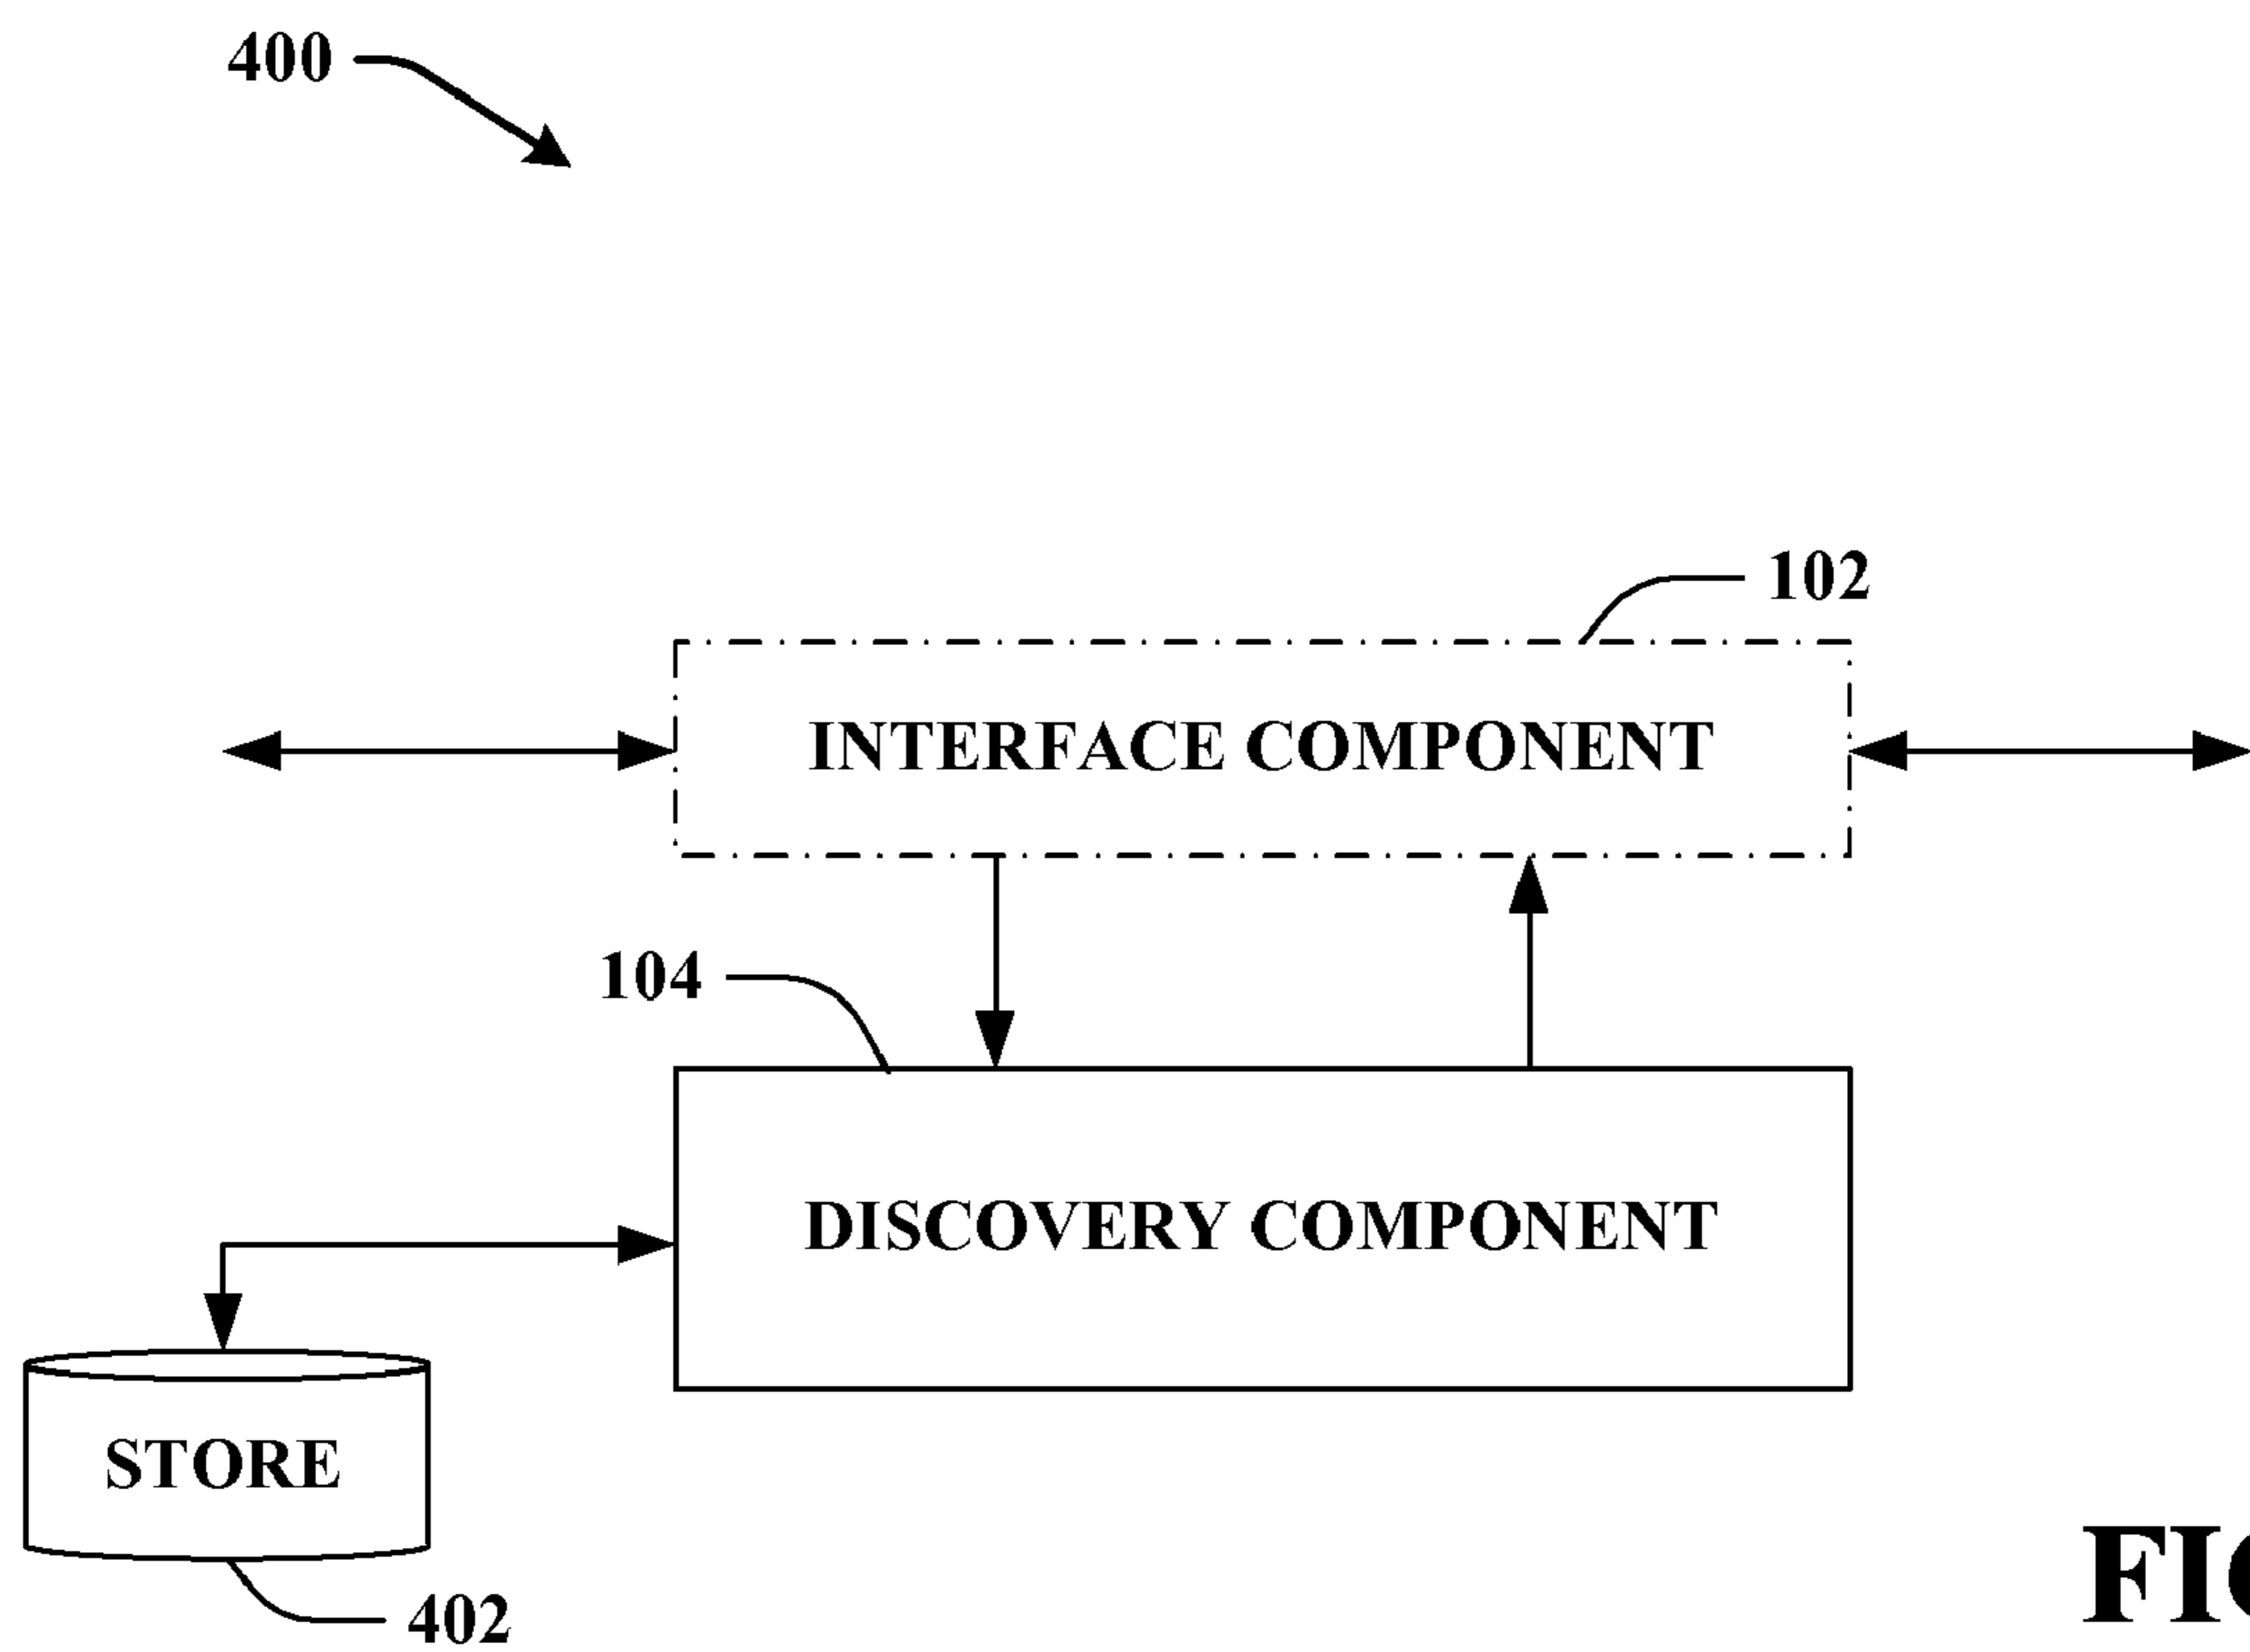 400
102
INTERFACE COMPONENT
104
DISCOVERY COMPONENT
STORE
402